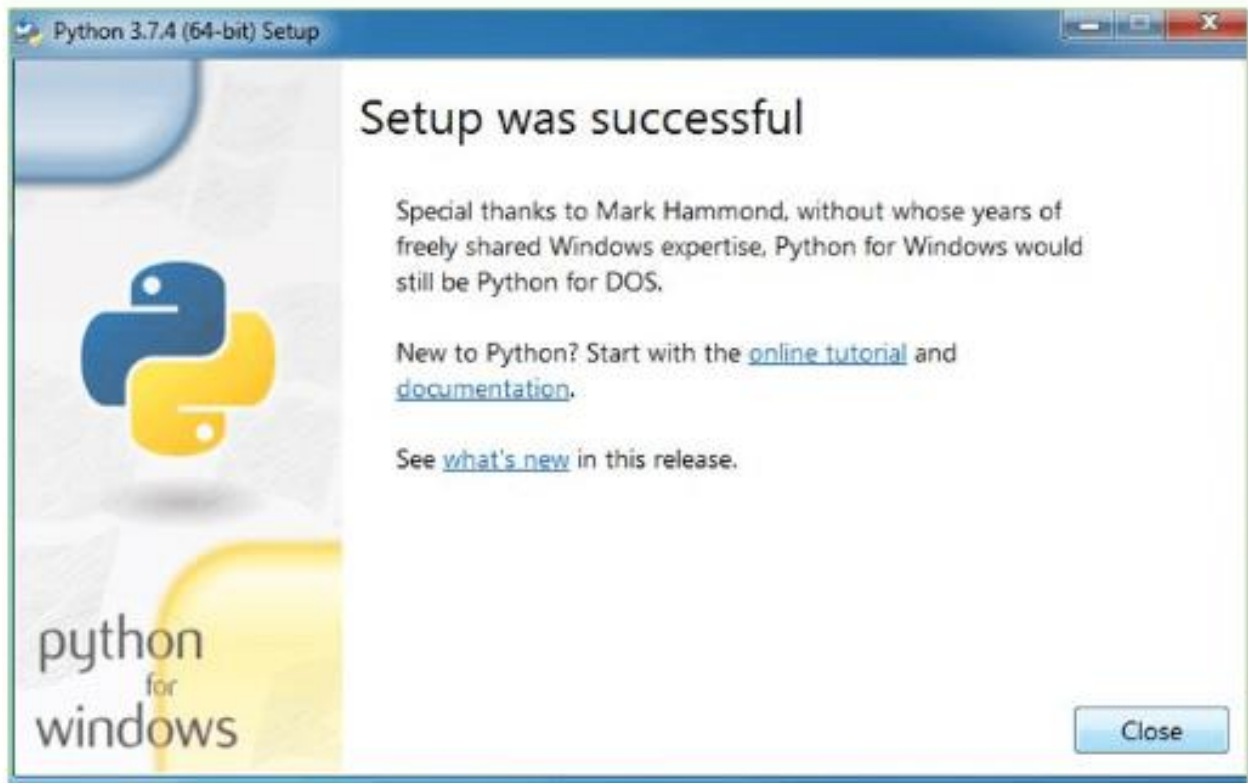 Python 3.7.4 (64-bit) Setup
Setup was successful
Special thanks to Mark Hammond, without whose years of
freely shared Windows expertise, Python for Windows would
still be Python for DOS.
New to Python? Start with the online tutorial and
documentation.
See what's new in this release.
python
for
windows
Close